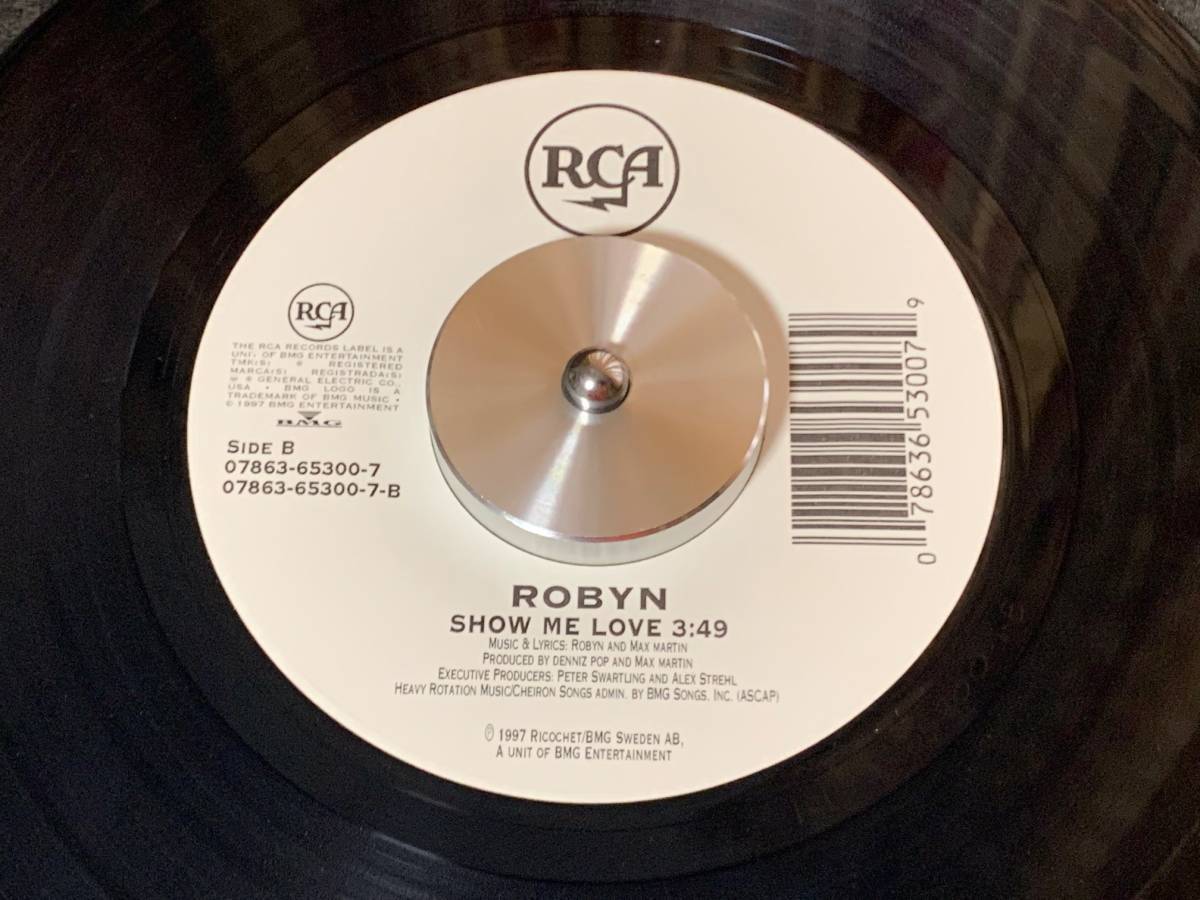 RCA
RCA
THE RCA RECORDS LABEL IS A
UNIT OF BMG ENTERTAINMENT
TMK(S) ® REGISTERED
MARCA(S) REGISTRADA(S)
GENERAL ELECTRIC CO.,
USA • BMG LOGO IS A
TRADEMARK OF BMG MUSIC •
© 1997 BMG ENTERTAINMENT
BMG
SIDE B
07863-65300-7
07863-65300-7-B
0 78636 53007 9
ROBYN
SHOW ME LOVE 3:49
MUSIC & LYRICS: ROBYN AND MAX MARTIN
PRODUCED BY DENNIZ POP AND MAX MARTIN
EXECUTIVE PRODUCERS: PETER SWARTLING AND ALEX STREHL
HEAVY ROTATION MUSIC/CHEIRON SONGS ADMIN. BY BMG SONGS, INC. (ASCAP)
℗ 1997 RICOCHET/BMG SWEDEN AB,
A UNIT OF BMG ENTERTAINMENT